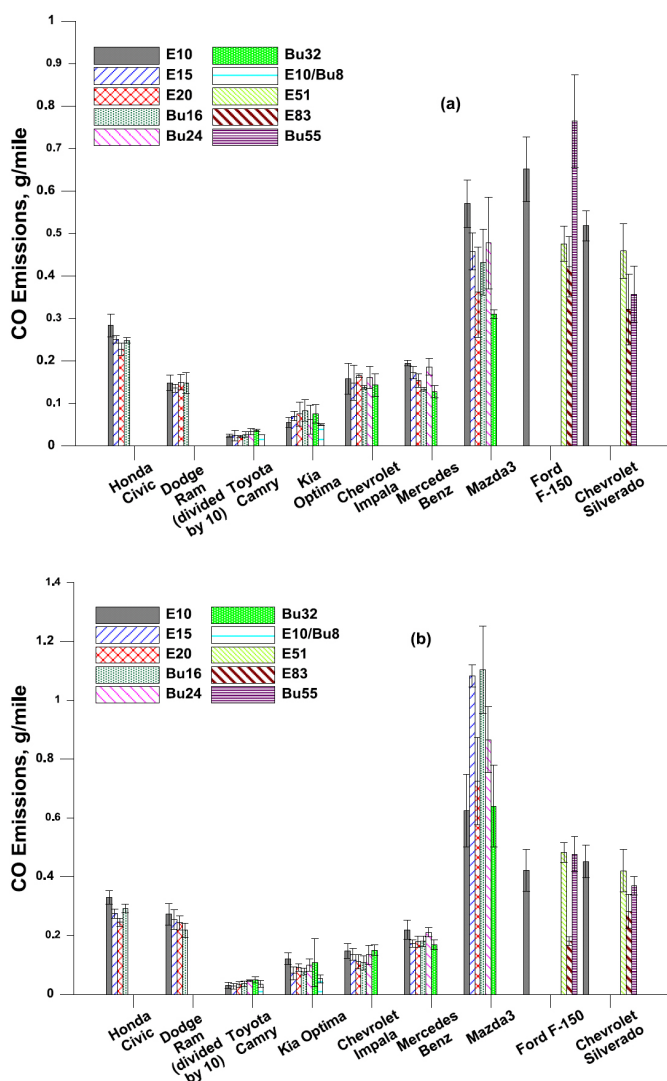 1
0.9
0.8
0.7
0.6
0.5
0.4
0.3
0.2
0.1
0
CO Emissions, g/mile
E10
E15
E20
Bu16
Bu24
Bu32
E10/Bu8
E51
E83
Bu55
(a)
Honda
Civic
Dodge
Ram
(divided
by 10)
Toyota
Camry
Kia
Optima
Chevrolet
Impala
Mercedes
Benz
Mazda3
Ford
F-150
Chevrolet
Silverado
1.4
1.2
1
0.8
0.6
0.4
0.2
0
CO Emissions, g/mile
E10
E15
E20
Bu16
Bu24
Bu32
E10/Bu8
E51
E83
Bu55
(b)
Honda
Civic
Dodge
Ram
(divided
by 10)
Toyota
Camry
Kia Optima
Chevrolet
Impala
Mercedes
Benz
Mazda3
Ford F-150
Chevrolet
Silverado